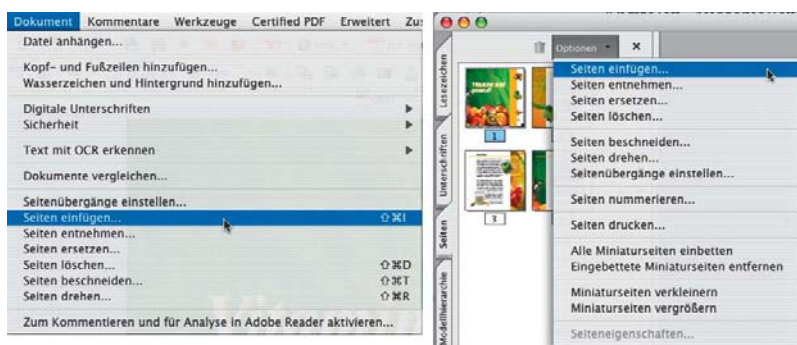 Dokument Kommentare Werkzeuge Certified PDF Erweitert Zu
Datei anhängen...
Kopf- und Fußzeilen hinzufügen...
Wasserzeichen und Hintergrund hinzufügen...
Digitale Unterschriften
Sicherheit
Text mit OCR erkennen
Dokumente vergleichen...
Seitenübergänge einstellen...
Seiten einfügen... ⇧⌘I
Seiten entnehmen...
Seiten ersetzen...
Seiten löschen... ⇧⌘D
Seiten beschneiden... ⇧⌘T
Seiten drehen... ⇧⌘R
Zum Kommentieren und für Analyse in Adobe Reader aktivieren...
Optionen
Lesezeichen
Unterschriften
Seiten
Modellhierarchie
1
3
Seiten einfügen...
Seiten entnehmen...
Seiten ersetzen...
Seiten löschen...
Seiten beschneiden...
Seiten drehen...
Seitenübergänge einstellen...
Seiten nummerieren...
Seiten drucken...
Alle Miniaturseiten einbetten
Eingebettete Miniaturseiten entfernen
Miniaturseiten verkleinern
Miniaturseiten vergrößern
Seiteneigenschaften...